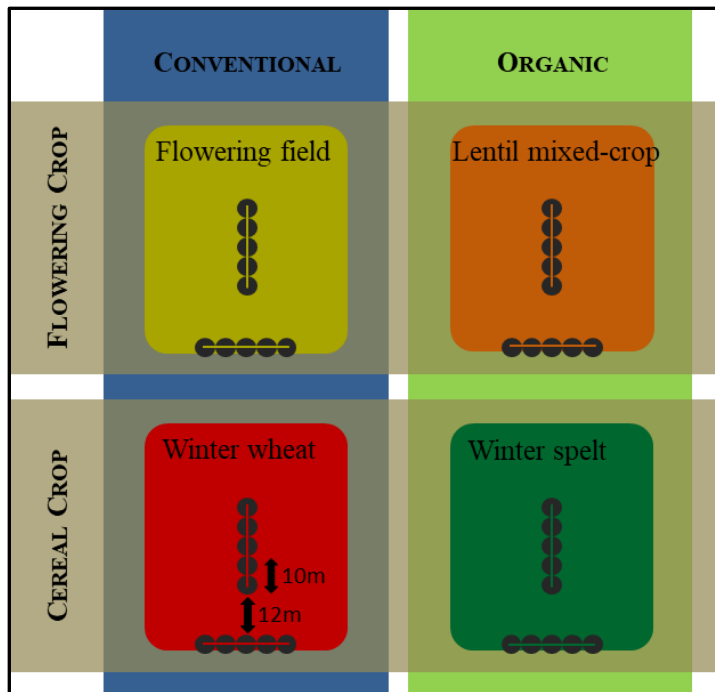 CONVENTIONAL
ORGANIC
FLOWERING CROP
Flowering field
Lentil mixed-crop
CEREAL CROP
Winter wheat
Winter spelt
10m
12m